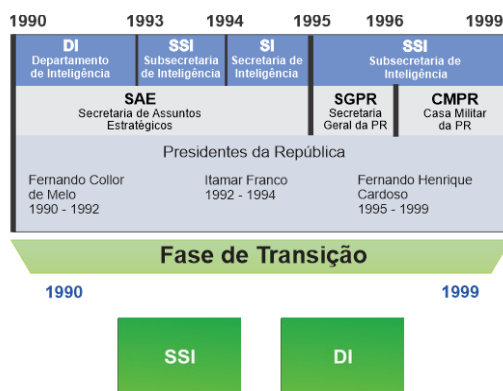 1990 1993 1994 1995 1996 1999
DI SSI SI SSI
Departamento Subsecretaria Secretaria de Subsecretaria de
de Inteligência de Inteligência Inteligência Inteligência
SAE SGPR CMPR
Secretaria de Assuntos Secretaria Casa Militar
Estratégicos Geral da PR da PR
Presidentes da República
Fernando Collor Itamar Franco Fernando Henrique
de Melo 1992 - 1994 Cardoso
1990 - 1992 1995 - 1999
Fase de Transição
1990 1999
SSI DI